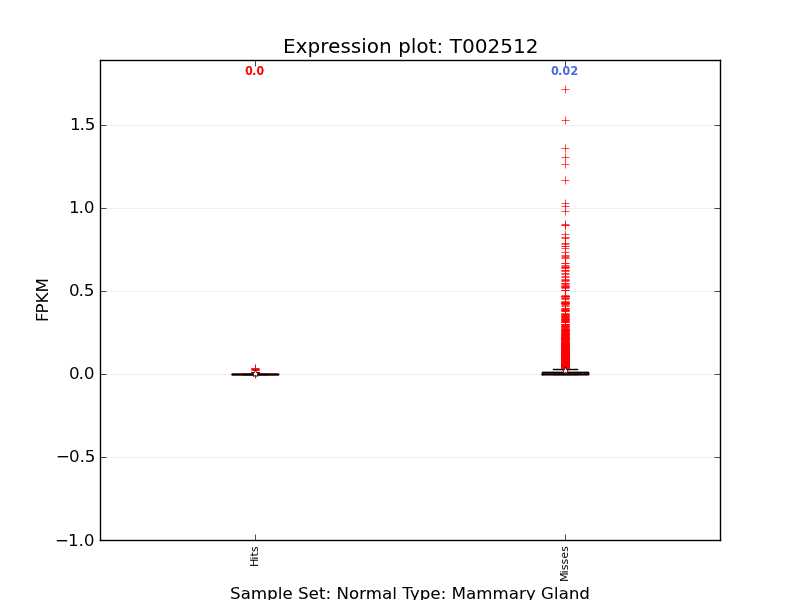 Expression plot: T002512
0.0
0.02
1.5
1.0
0.5
0.0
−0.5
−1.0
FPKM
Hits
Misses
Sample Set: Normal Type: Mammary Gland